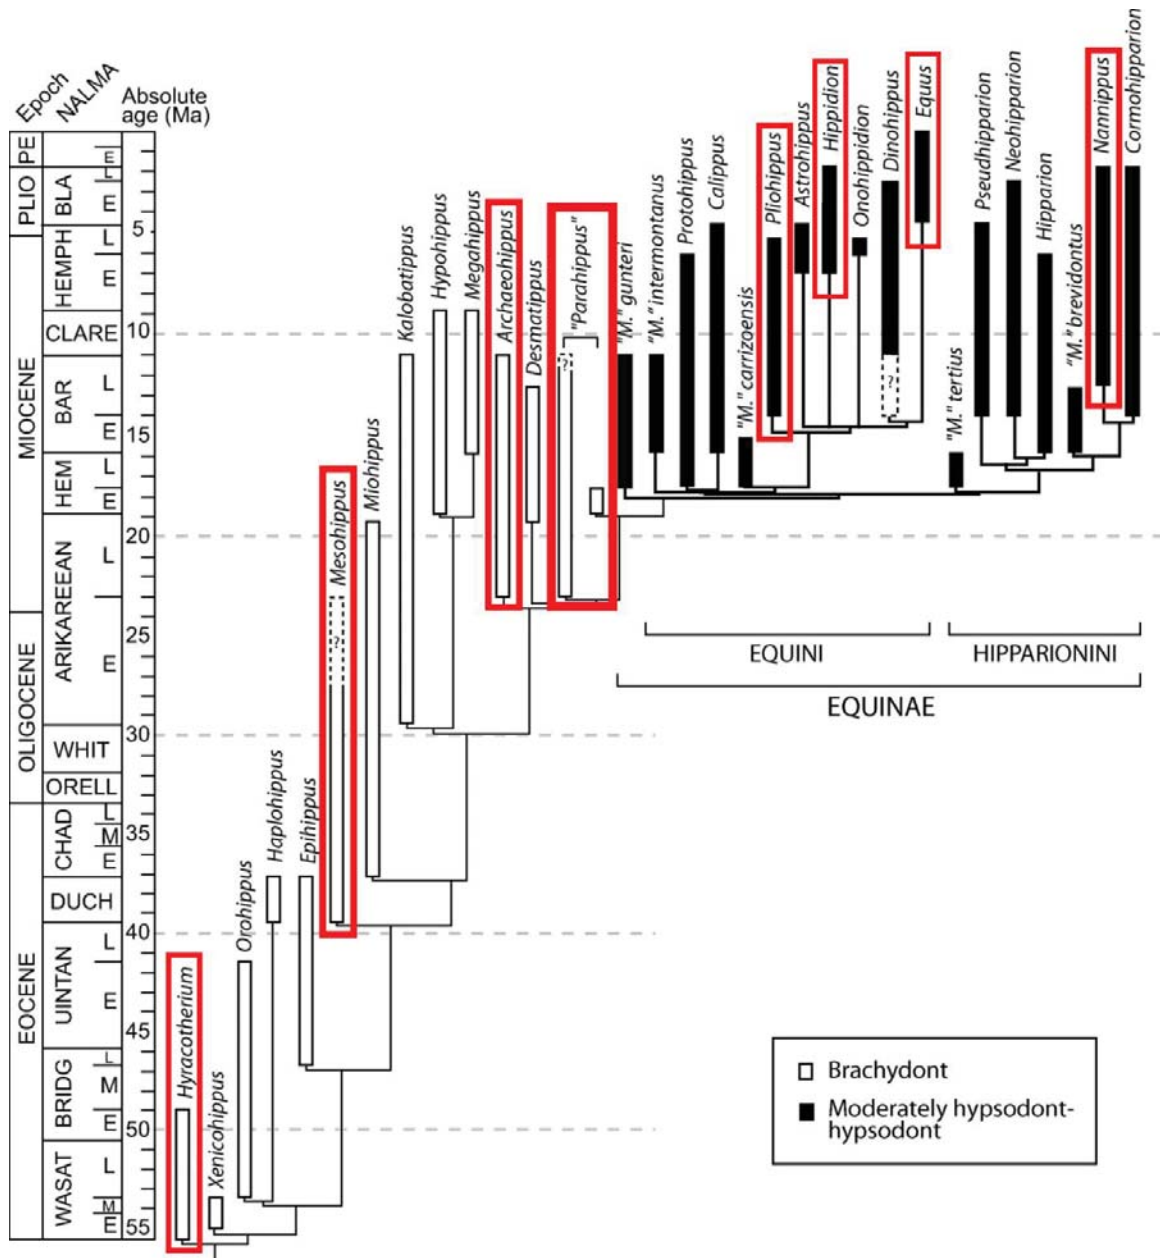 Epoch
NALMA
Absolute
age (Ma)
PE
PLIO
MIOCENE
OLIGOCENE
EOCENE
E
BLA
L
E
HEMPH
L
E
CLARE
BAR
L
E
HEM
L
E
ARIKAREEAN
L
E
WHIT
ORELL
CHAD
L
M
E
DUCH
UINTAN
L
E
BRIDG
L
M
E
WASAT
L
M
E
5
10
15
20
25
30
35
40
45
50
55
Hyracotherium
Xenicohippus
Orohippus
Haplohippus
Epihippus
Mesohippus
?
Miohippus
Kalobatippus
Hypohippus
Megahippus
Archaeohippus
Desmatippus
"Parahippus"
?
"M." gunteri
"M." intermontanus
Protohippus
Calippus
"M." carrizoensis
Pliohippus
Astrohippus
Hippidion
Onohippidion
Dinohippus
?
Equus
"M." tertius
Pseudhipparion
Neohipparion
Hipparion
"M." brevidontus
Nannippus
Cormohipparion
EQUINI
HIPPARIONINI
EQUINAE
Brachydont
Moderately hypsodont-
hypsodont